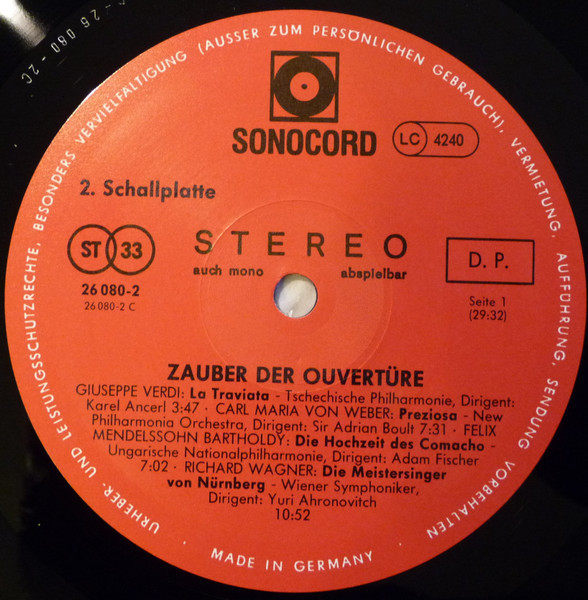 26 080-2C
URHEBER- UND LEISTUNGSSCHUTZRECHTE, BESONDERS VERVIELFALTIGUNG (AUSSER ZUM PERSÖNLICHEN GEBRAUCH), VERMIETUNG, AUFFÜHRUNG, SENDUNG VORBEHALTEN
SONOCORD
LC 4240
2. Schallplatte
ST 33
STEREO
auch mono abspielbar
D. P.
26 080-2
26 080-2 C
Seite 1
(29:32)
ZAUBER DER OUVERTÜRE
GIUSEPPE VERDI: La Traviata - Tschechische Philharmonie, Dirigent:
Karel Ancerl 3:47 · CARL MARIA VON WEBER: Preziosa - New
Philharmonia Orchestra, Dirigent: Sir Adrian Boult 7:31 · FELIX
MENDELSSOHN BARTHOLDY: Die Hochzeit des Comacho -
Ungarische Nationalphilharmonie, Dirigent: Adam Fischer
7:02 · RICHARD WAGNER: Die Meistersinger
von Nürnberg - Wiener Symphoniker,
Dirigent: Yuri Ahronovitch
10:52
· MADE IN GERMANY ·